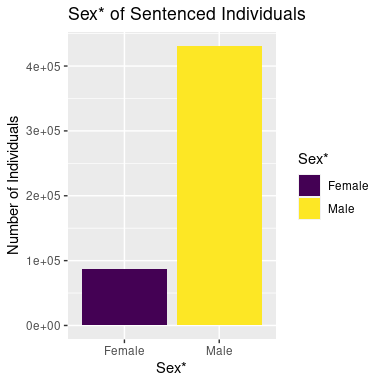 Sex* of Sentenced Individuals
Number of Individuals
4e+05
3e+05
2e+05
1e+05
0e+00
Female Male
Sex*
Sex*
Female
Male